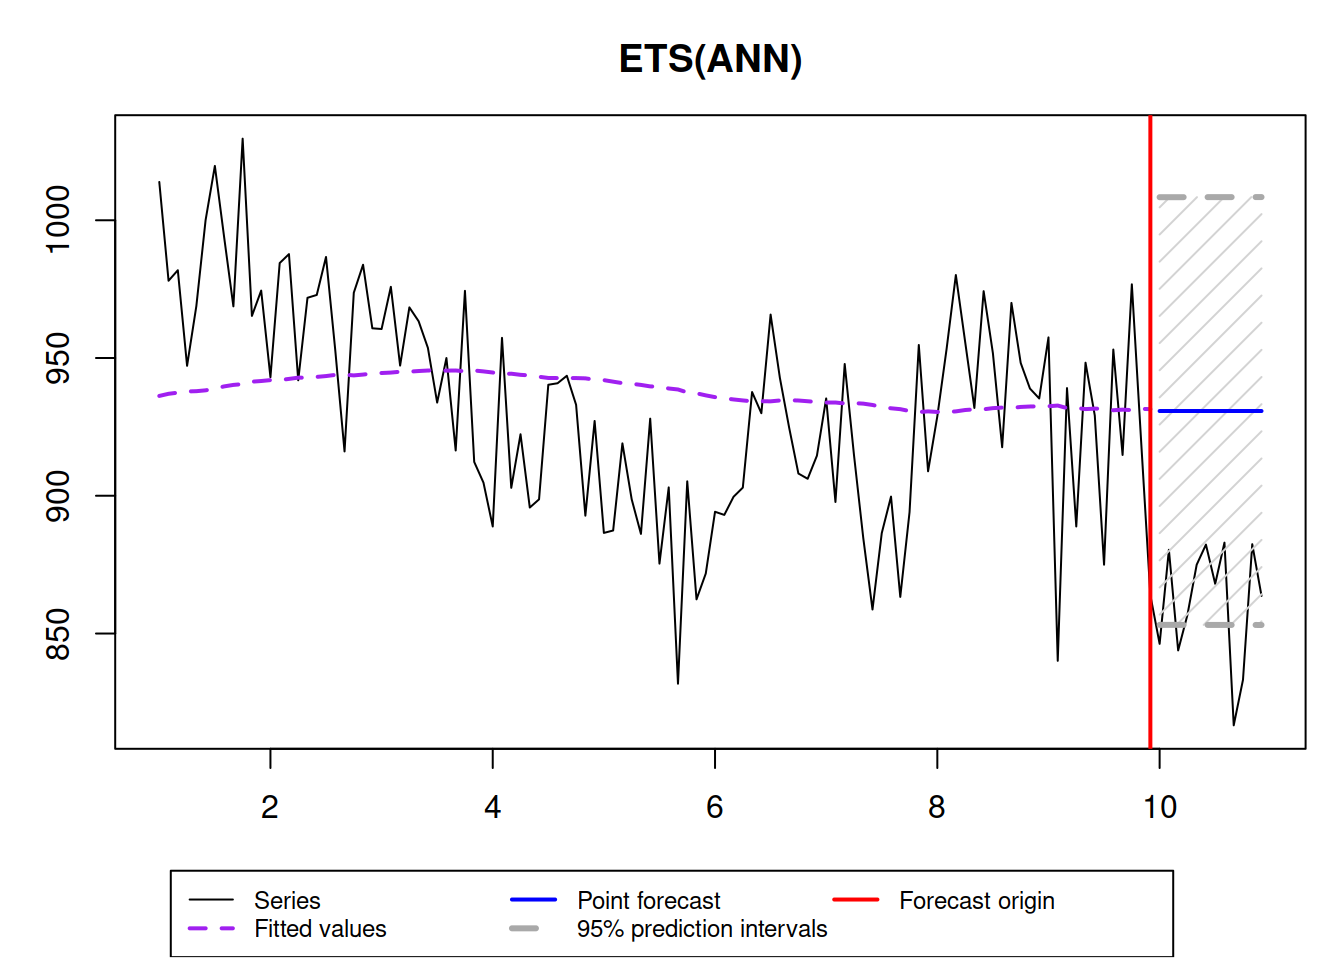 ETS(ANN)
1000
950
900
850
2 4 6 8 10
Series Point forecast Forecast origin
Fitted values 95% prediction intervals